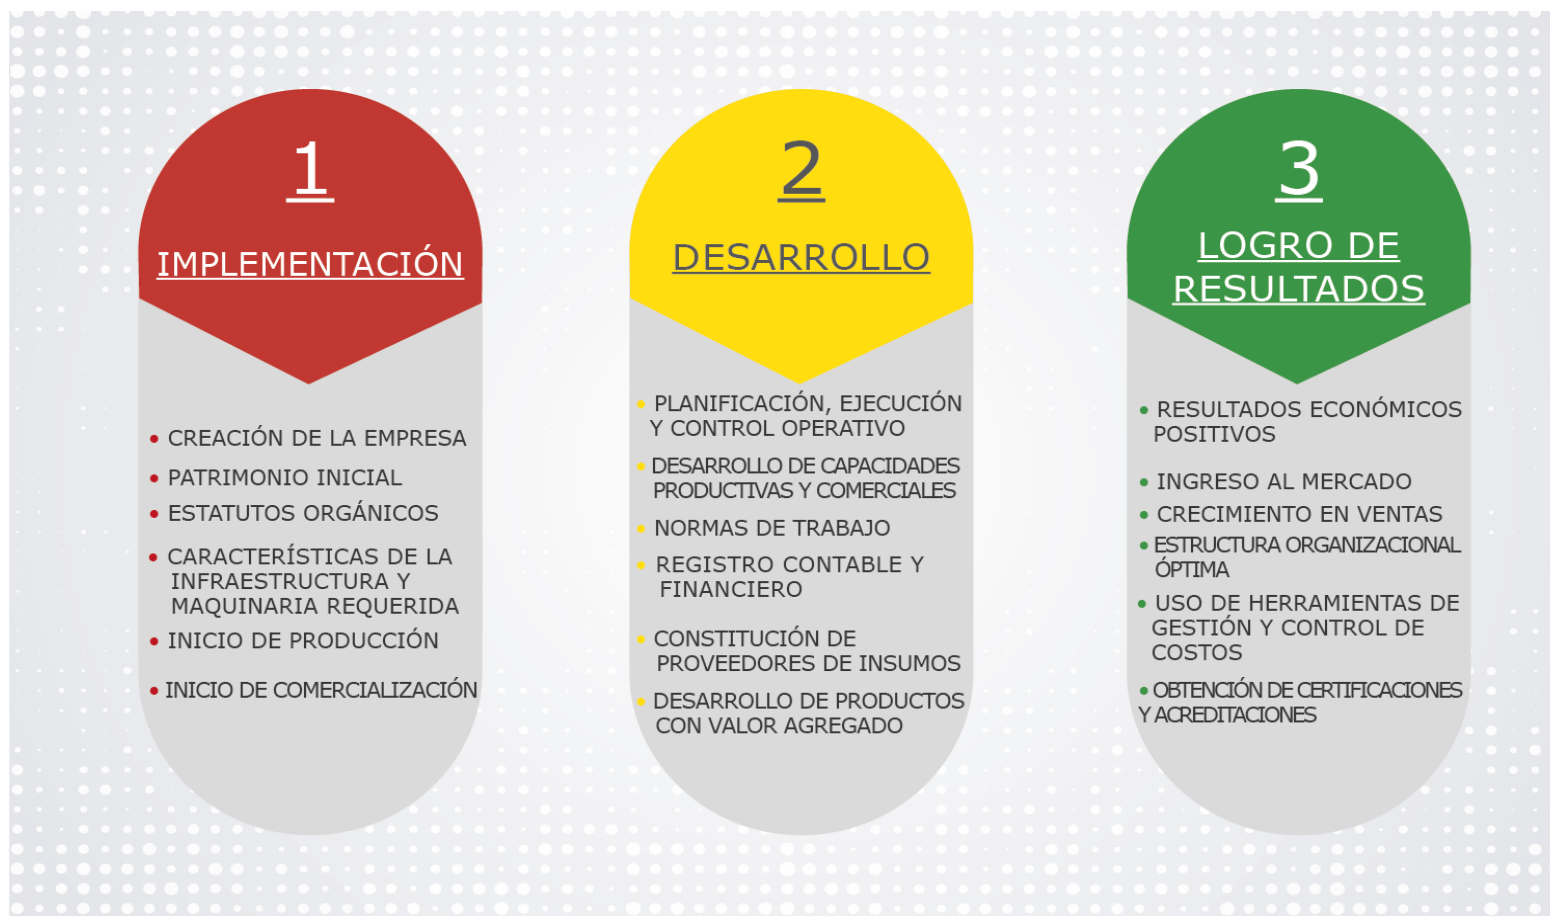 1
IMPLEMENTACIÓN
• CREACIÓN DE LA EMPRESA
• PATRIMONIO INICIAL
• ESTATUTOS ORGÁNICOS
• CARACTERÍSTICAS DE LA
INFRAESTRUCTURA Y
MAQUINARIA REQUERIDA
• INICIO DE PRODUCCIÓN
• INICIO DE COMERCIALIZACIÓN
2
DESARROLLO
• PLANIFICACIÓN, EJECUCIÓN
Y CONTROL OPERATIVO
• DESARROLLO DE CAPACIDADES
PRODUCTIVAS Y COMERCIALES
• NORMAS DE TRABAJO
• REGISTRO CONTABLE Y
FINANCIERO
• CONSTITUCIÓN DE
PROVEEDORES DE INSUMOS
• DESARROLLO DE PRODUCTOS
CON VALOR AGREGADO
3
LOGRO DE
RESULTADOS
• RESULTADOS ECONÓMICOS
POSITIVOS
• INGRESO AL MERCADO
• CRECIMIENTO EN VENTAS
• ESTRUCTURA ORGANIZACIONAL
ÓPTIMA
• USO DE HERRAMIENTAS DE
GESTIÓN Y CONTROL DE
COSTOS
• OBTENCIÓN DE CERTIFICACIONES
Y ACREDITACIONES